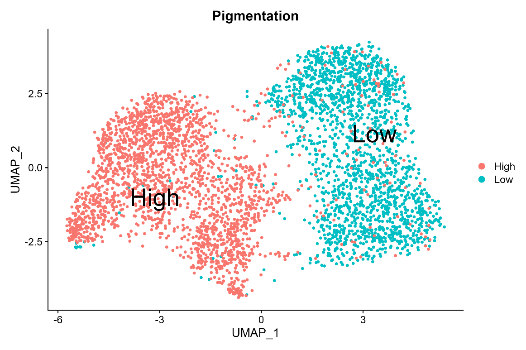 Pigmentation
UMAP_2
2.5
0.0
-2.5
High
Low
High
Low
-6
-3
0
3
UMAP_1